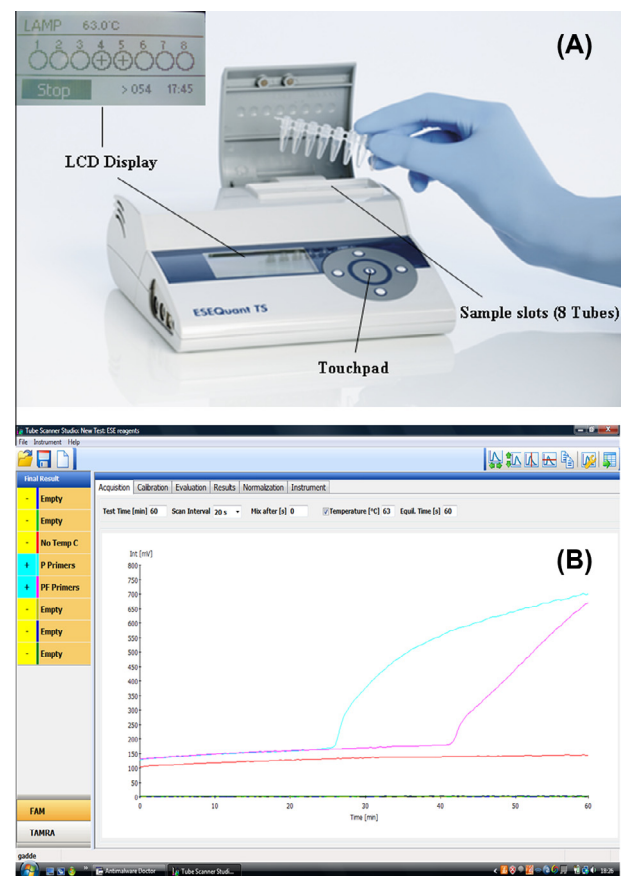 LAMP 63.0°C
1 2 3 4 5 6 7 8
Stop > 054 17:45
(A)
LCD Display
ESEQuant TS
Sample slots (8 Tubes)
Touchpad
Tube Scanner Studio: New Test: ESE reagents
File Instrument Help
Final Result
- Empty
- Empty
- No Temp C
+ P Primers
+ PF Primers
- Empty
- Empty
- Empty
FAM
TAMRA
Acquisition Calibration Evaluation Results Normalization Instrument
Test Time [min] 60 Scan Interval 20 s Mix after [s] 0 Temperature [°C] 63 Equil. Time [s] 60
(B)
Int [mV]
800
750
700
650
600
550
500
450
400
350
300
250
200
150
100
50
0
0 10 20 30 40 50 60
Time [min]
gadde
Antimalware Doctor Tube Scanner Studi... 18:26